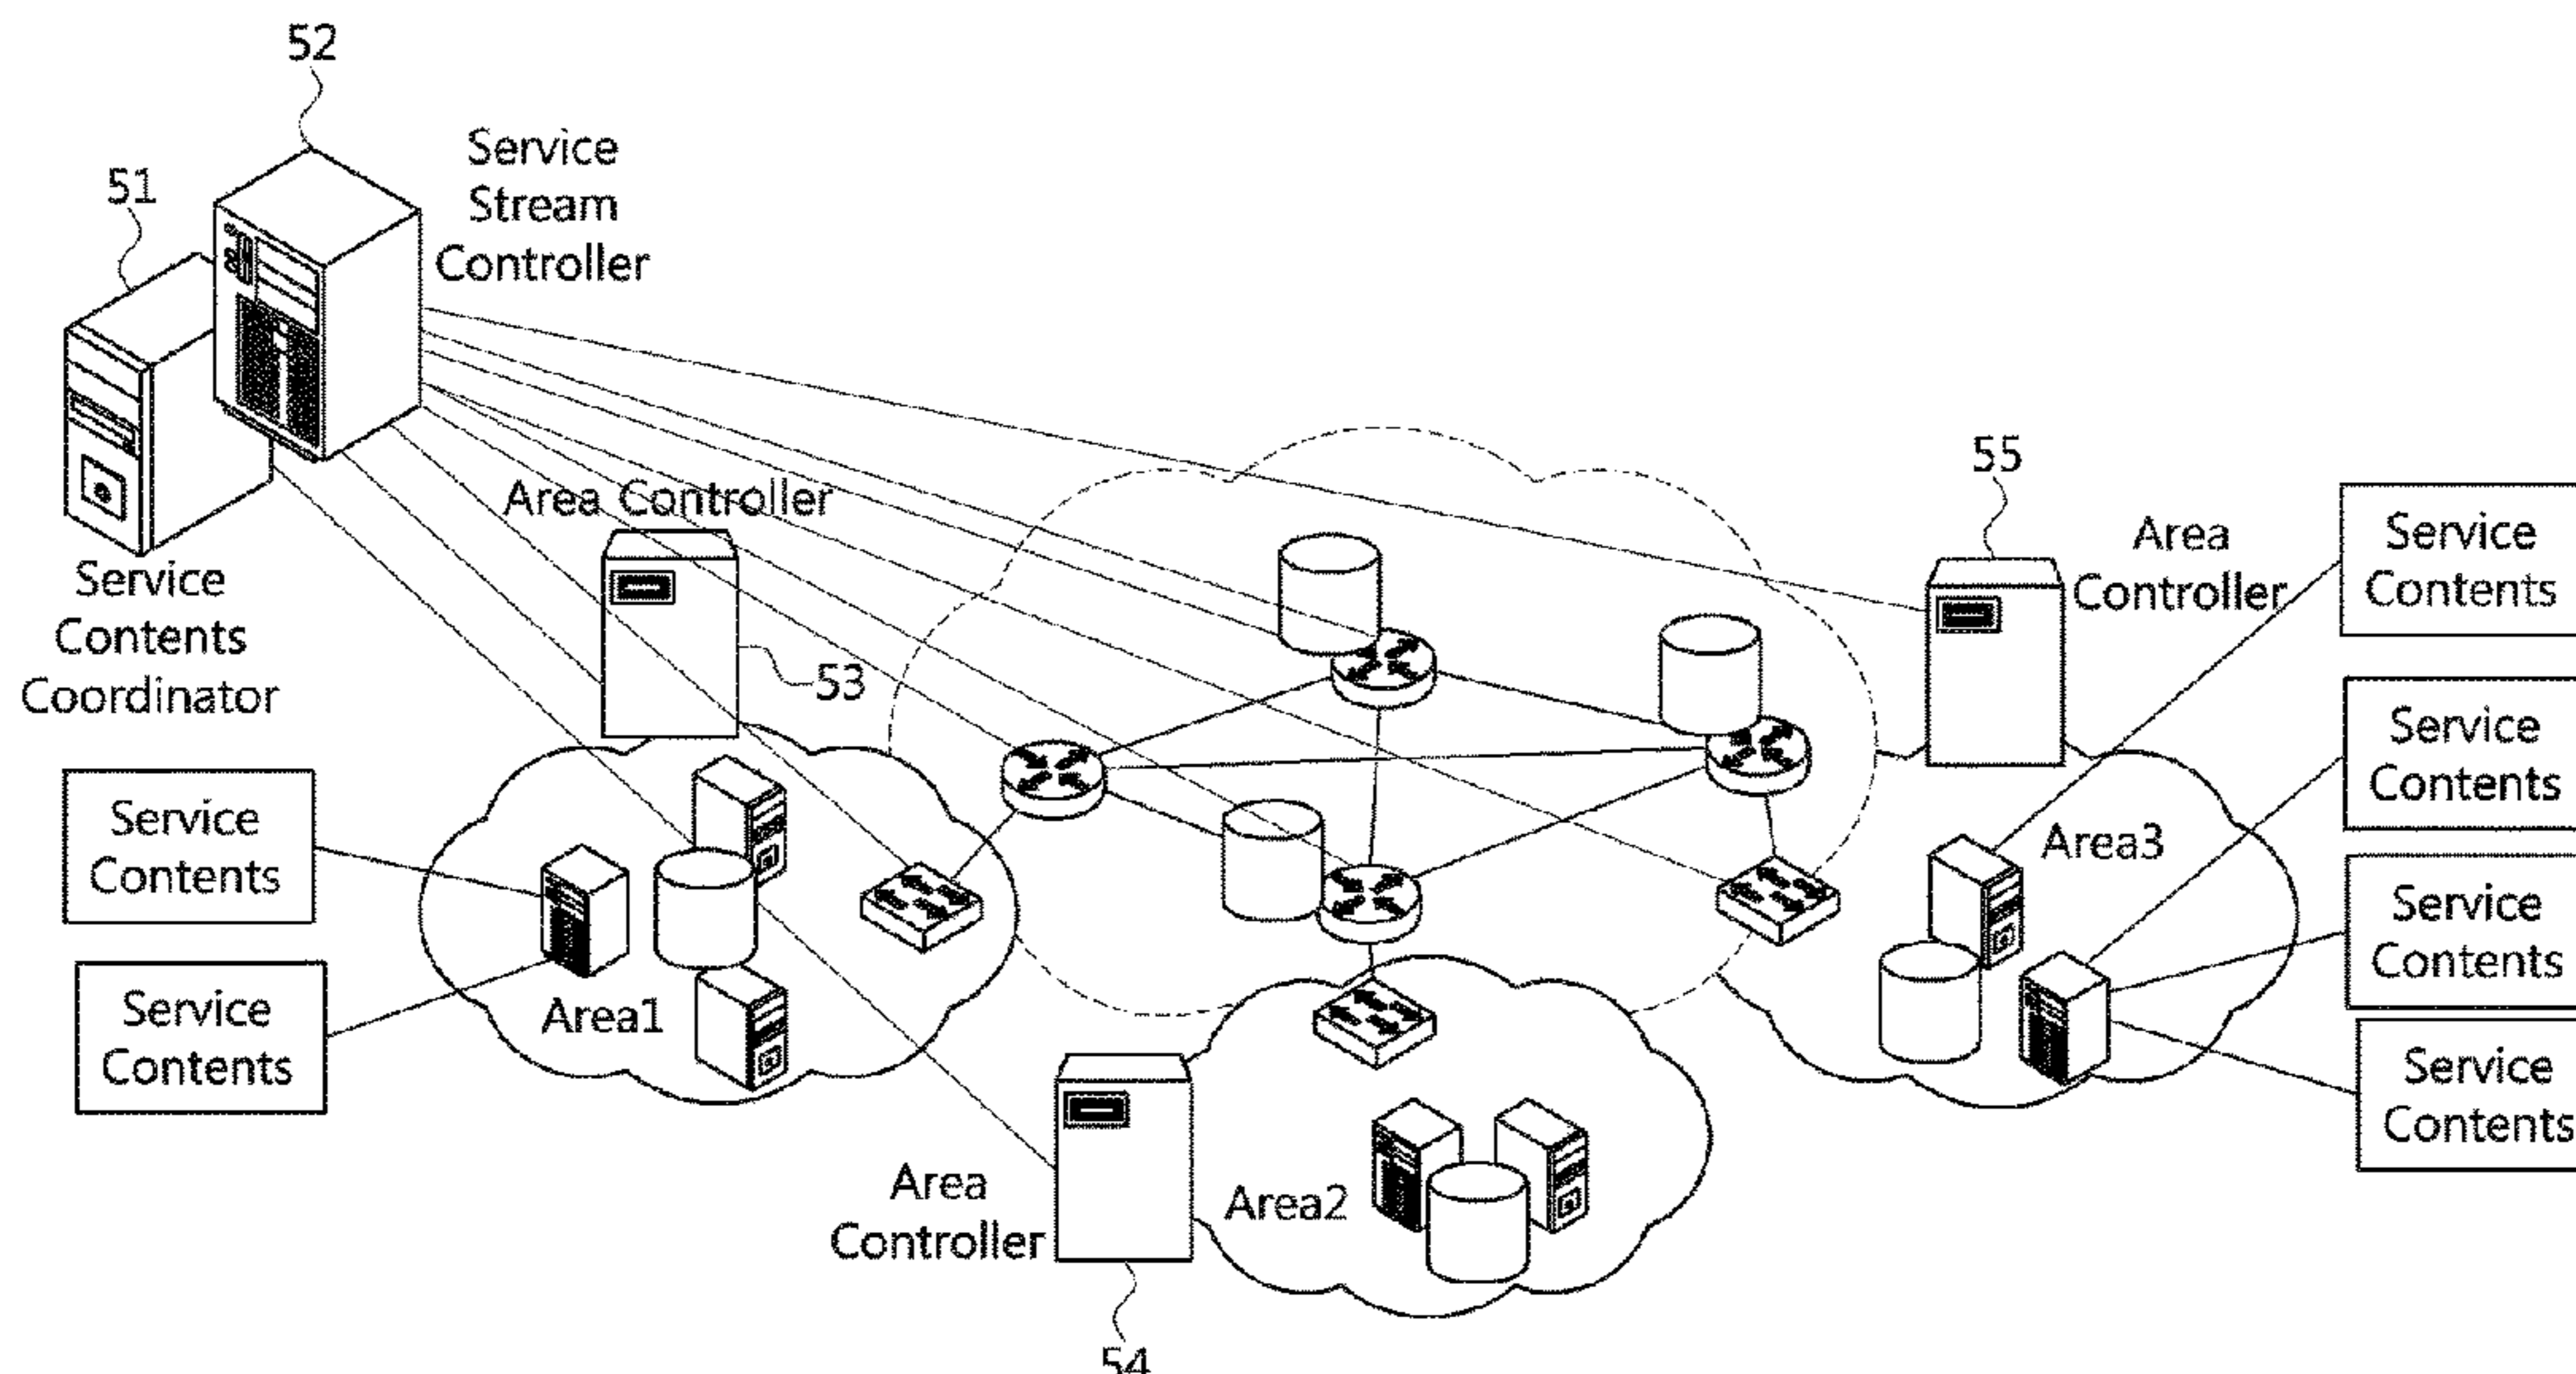 52
Service
Stream
Controller
51
Service
Contents
Coordinator
Area Controller
53
55
Area
Controller
Service
Contents
Service
Contents
Service
Contents
Service
Contents
Service
Contents
Service
Contents
Area1
Area2
Area3
Area
Controller
54